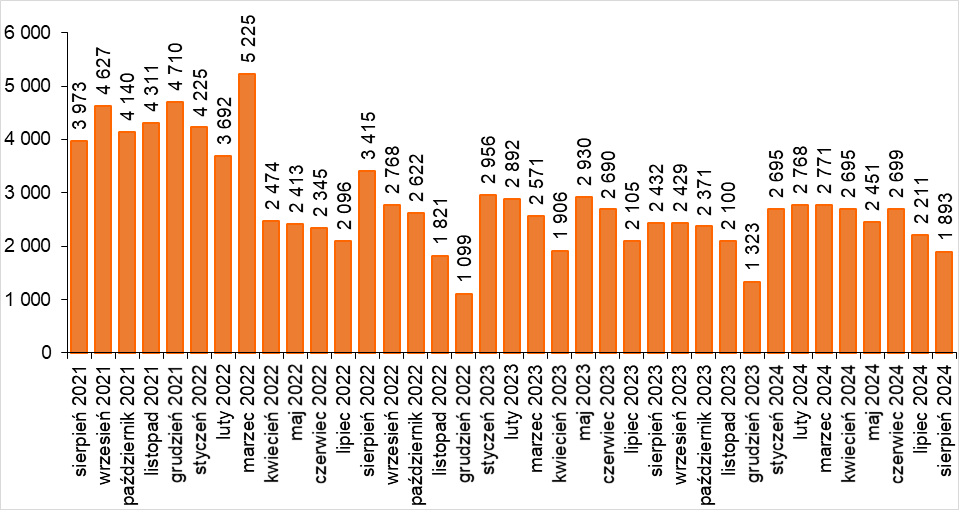 6 000
5 000
4 000
3 000
2 000
1 000
0
3 973
4 627
4 140
4 311
4 710
4 225
3 692
5 225
2 474
2 413
2 345
2 096
3 415
2 768
2 622
1 821
1 099
2 956
2 892
2 571
1 906
2 930
2 690
2 105
2 432
2 429
2 371
2 100
1 323
2 695
2 768
2 771
2 695
2 451
2 699
2 211
1 893
sierpień 2021
wrzesień 2021
październik 2021
listopad 2021
grudzień 2021
styczeń 2022
luty 2022
marzec 2022
kwiecień 2022
maj 2022
czerwiec 2022
lipiec 2022
sierpień 2022
wrzesień 2022
październik 2022
listopad 2022
grudzień 2022
styczeń 2023
luty 2023
marzec 2023
kwiecień 2023
maj 2023
czerwiec 2023
lipiec 2023
sierpień 2023
wrzesień 2023
październik 2023
listopad 2023
grudzień 2023
styczeń 2024
luty 2024
marzec 2024
kwiecień 2024
maj 2024
czerwiec 2024
lipiec 2024
sierpień 2024